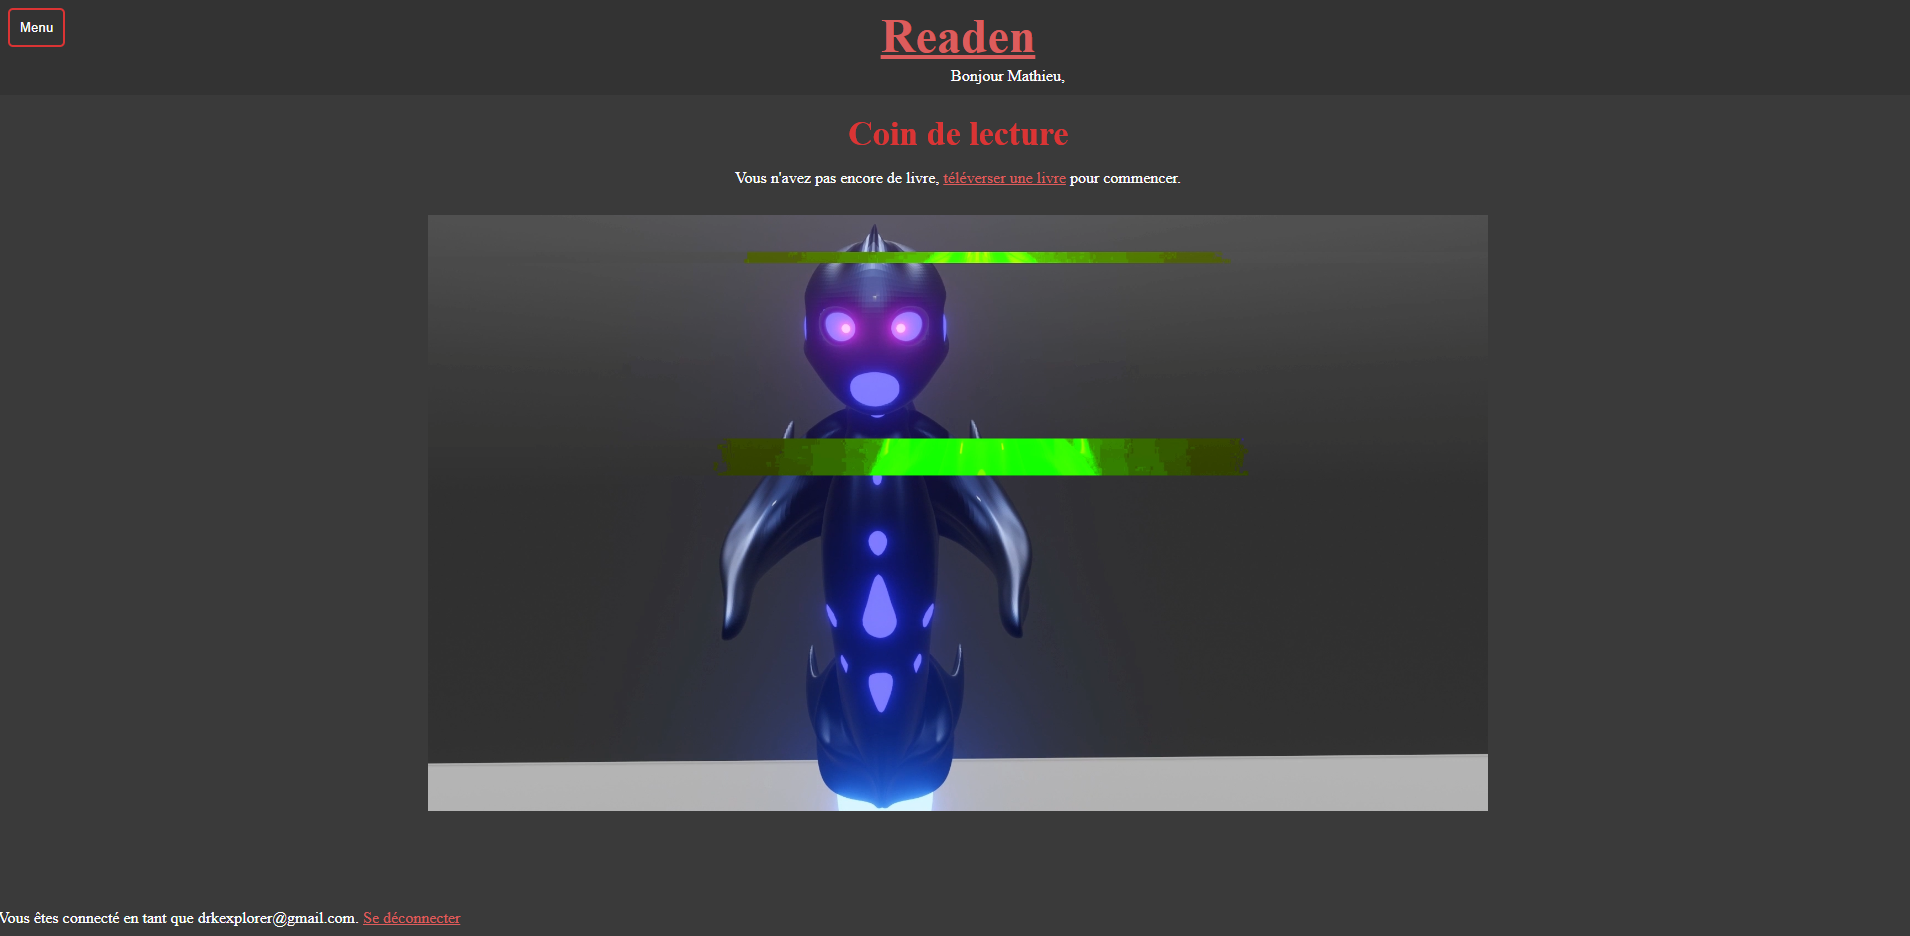 Menu
Readen
Bonjour Mathieu,
Coin de lecture
Vous n'avez pas encore de livre, téléverser une livre pour commencer.
Vous êtes connecté en tant que drkexplorer@gmail.com. Se déconnecter